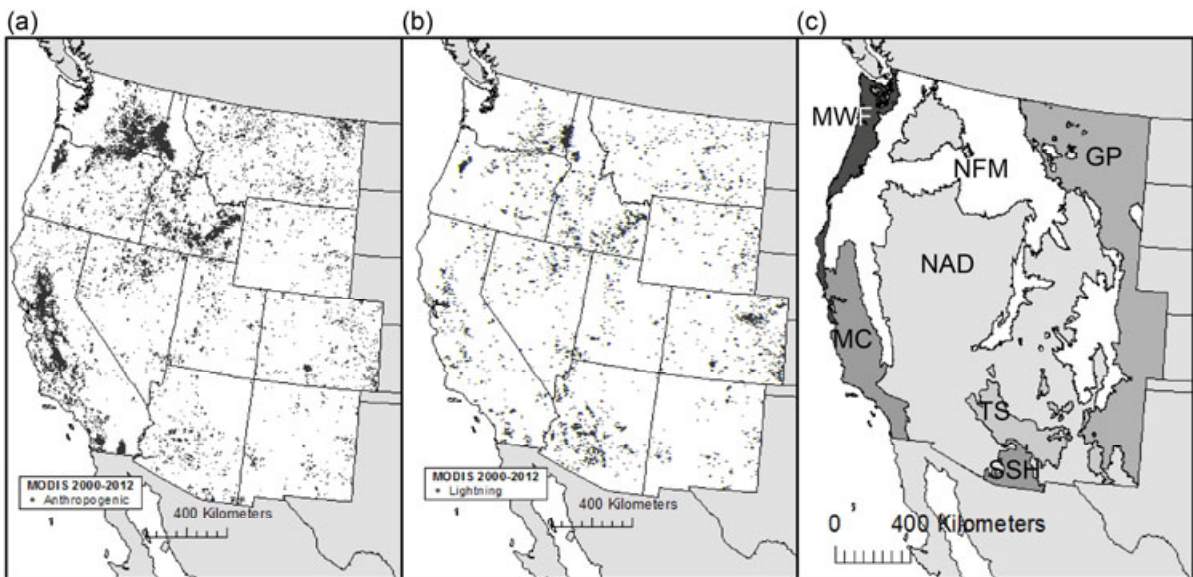 (a)
(b)
(c)
MWF
NFM
GP
NAD
MC
TS
SSH
MODIS 2000-2012
Anthropogenic
400 Kilometers
MODIS 2000-2012
Lightning
400 Kilometers
0 400 Kilometers